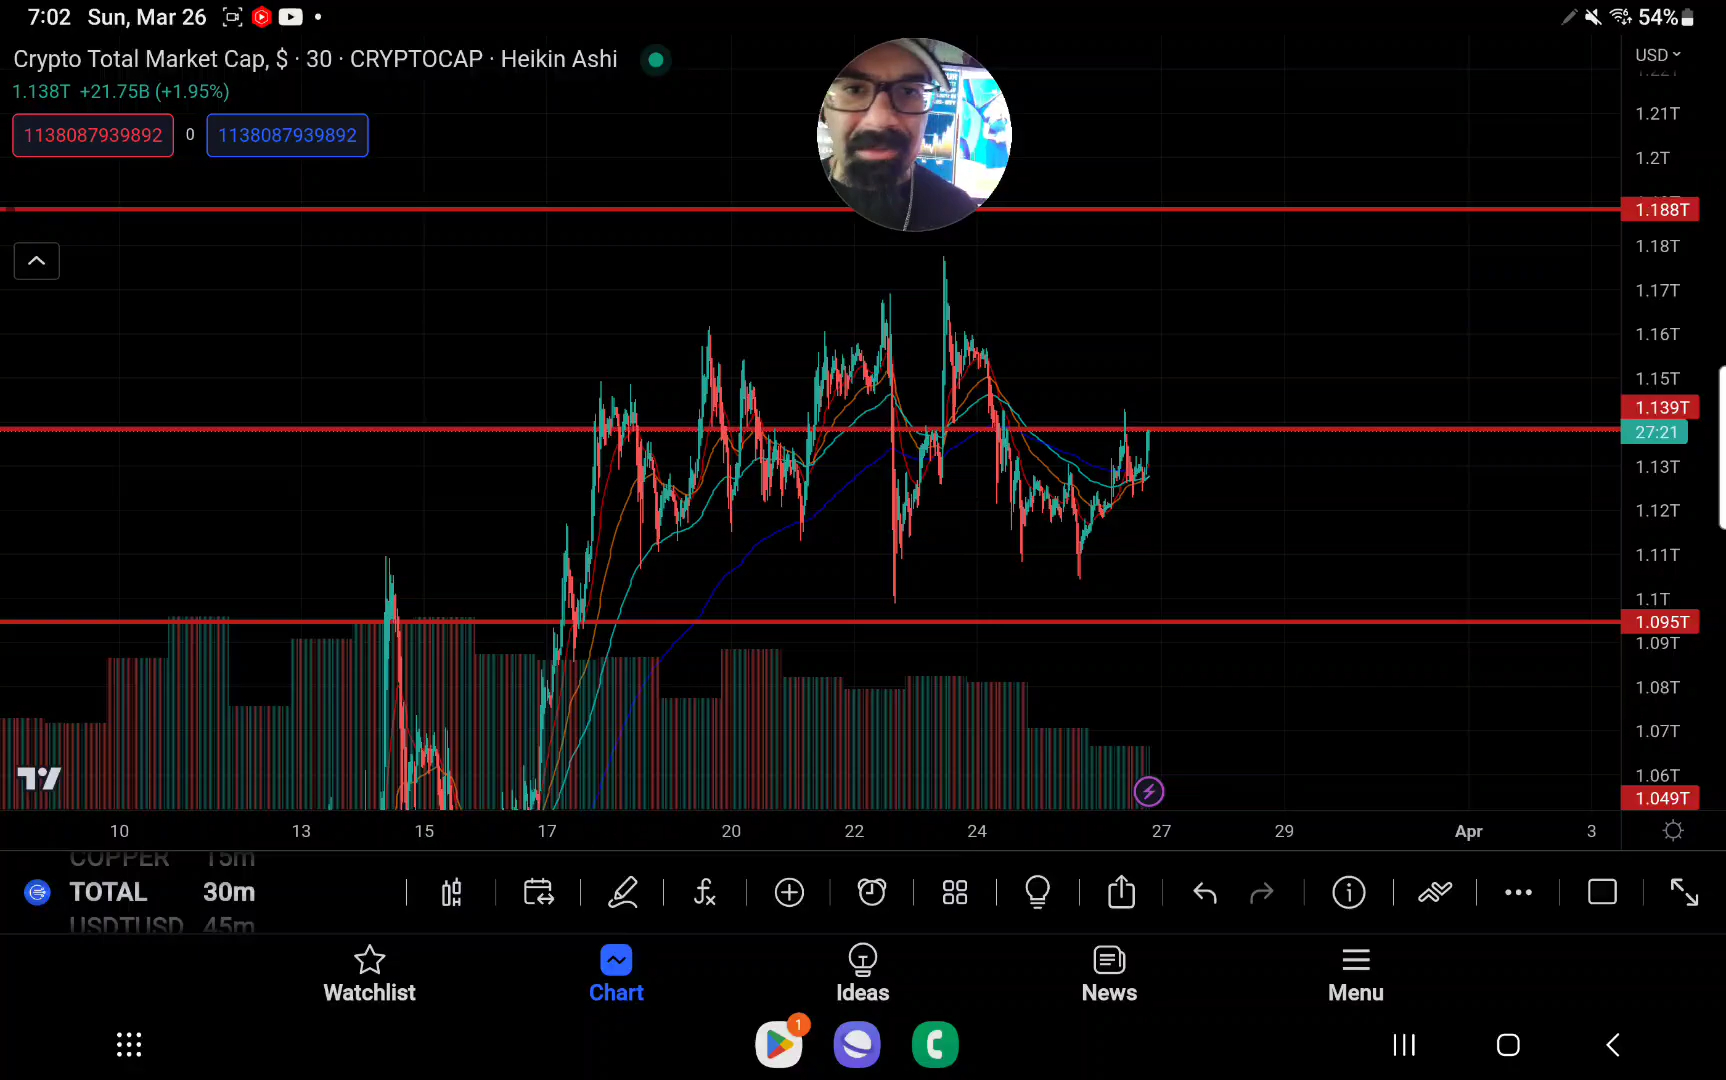 7:02 Sun, Mar 26 54%
Crypto Total Market Cap, $ · 30 · CRYPTOCAP · Heikin Ashi
USD
1.138T +21.75B (+1.95%)
1138087939892 0 1138087939892
1.21T
1.2T
1.188T
1.18T
1.17T
1.16T
1.15T
1.139T
27:21
1.13T
1.12T
1.11T
1.1T
1.095T
1.09T
1.08T
1.07T
1.06T
1.049T
10 13 15 17 20 22 24 27 29 Apr 3
COPPER 15m
TOTAL 30m
USDTUSD 45m
Watchlist Chart Ideas News Menu
1